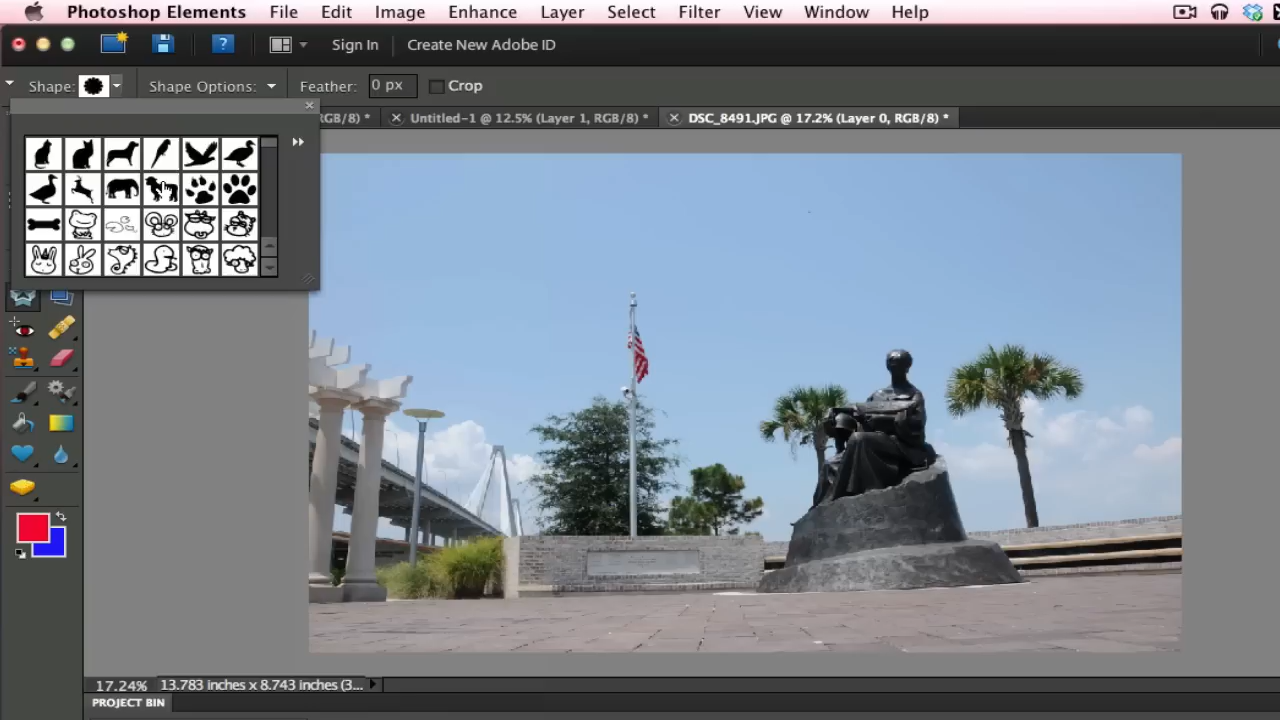 Photoshop Elements File Edit Image Enhance Layer Select Filter View Window Help
? Sign In Create New Adobe ID
Shape: Shape Options: Feather: 0 px Crop
RGB/8) * Untitled-1 @ 12.5% (Layer 1, RGB/8) * DSC_8491.JPG @ 17.2% (Layer 0, RGB/8) *
17.24% 13.783 inches x 8.743 inches (3...
PROJECT BIN